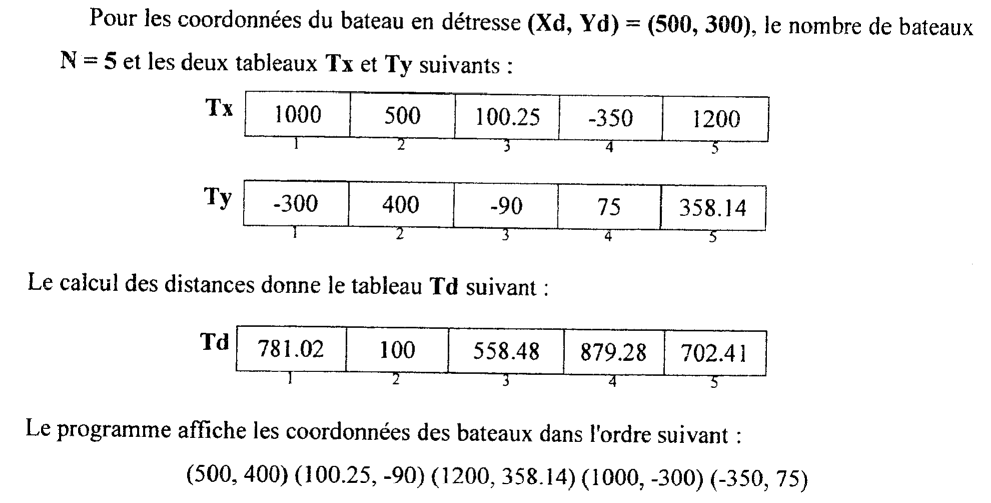 Pour les coordonnées du bateau en détresse (Xd, Yd) = (500, 300), le nombre de bateaux
N = 5 et les deux tableaux Tx et Ty suivants :
Tx 1000 500 100.25 -350 1200
1 2 3 4 5
Ty -300 400 -90 75 358.14
1 2 3 4 5
Le calcul des distances donne le tableau Td suivant :
Td 781.02 100 558.48 879.28 702.41
1 2 3 4 5
Le programme affiche les coordonnées des bateaux dans l'ordre suivant :
(500, 400) (100.25, -90) (1200, 358.14) (1000, -300) (-350, 75)